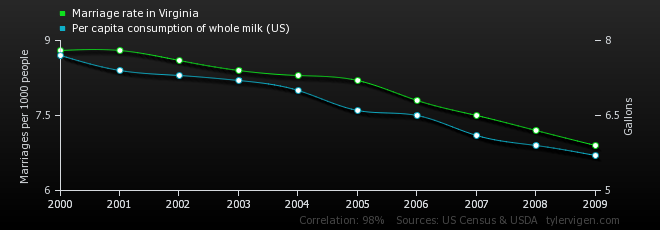 Marriage rate in Virginia
Per capita consumption of whole milk (US)
9
8
Marriages per 1000 people
7.5
6.5
Gallons
6
5
2000 2001 2002 2003 2004 2005 2006 2007 2008 2009
Correlation: 98% Sources: US Census & USDA tylervigen.com